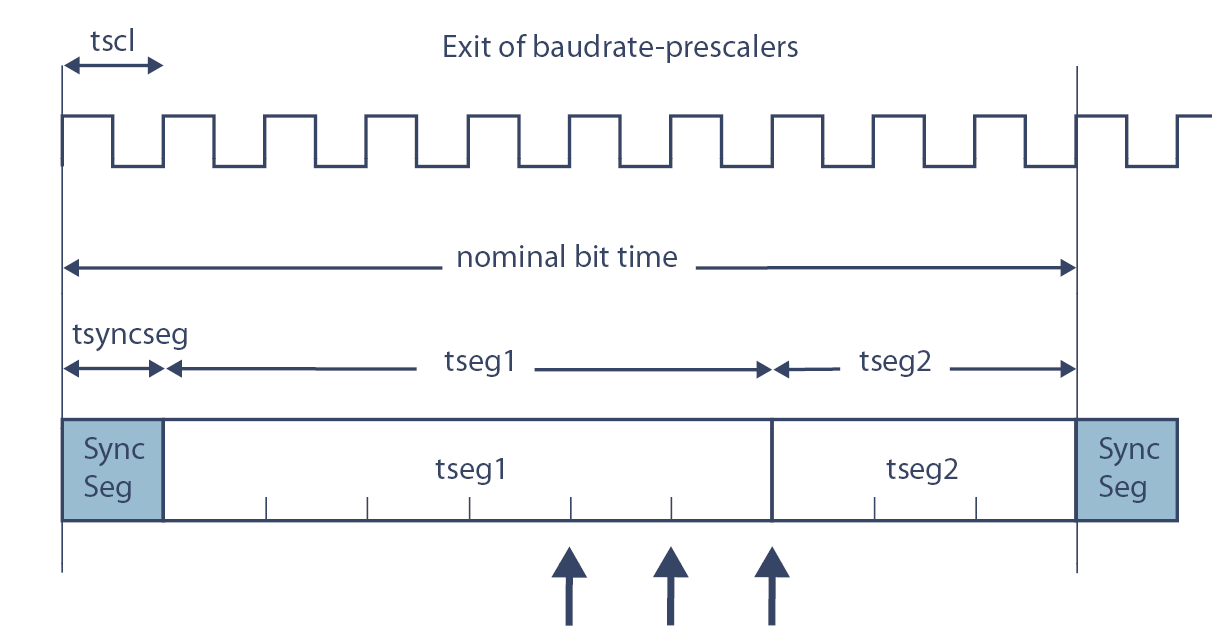 tscl
Exit of baudrate-prescalers
nominal bit time
tsyncseg
tseg1
tseg2
Sync
Seg
tseg1
tseg2
Sync
Seg